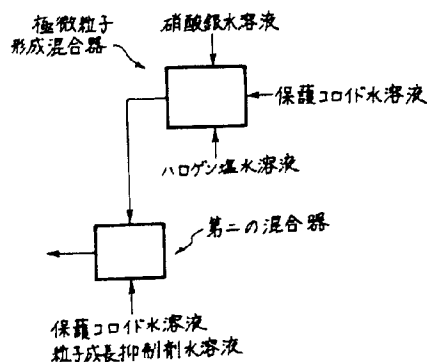 極微粒子
形成混合器
硝酸銀水溶液
保護コロイド水溶液
ハロゲン塩水溶液
第二の混合器
保護コロイド水溶液
粒子成長抑制剤水溶液